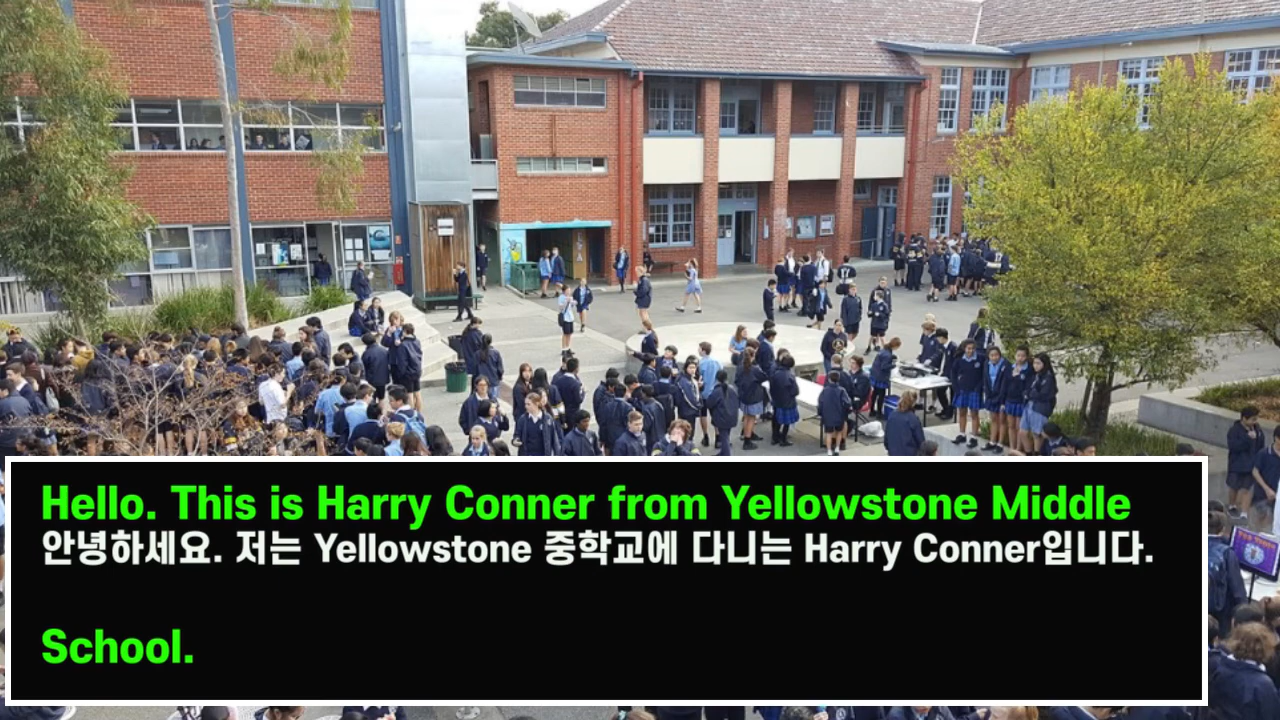 Hello. This is Harry Conner from Yellowstone Middle
안녕하세요. 저는 Yellowstone 중학교에 다니는 Harry Conner입니다.
School.